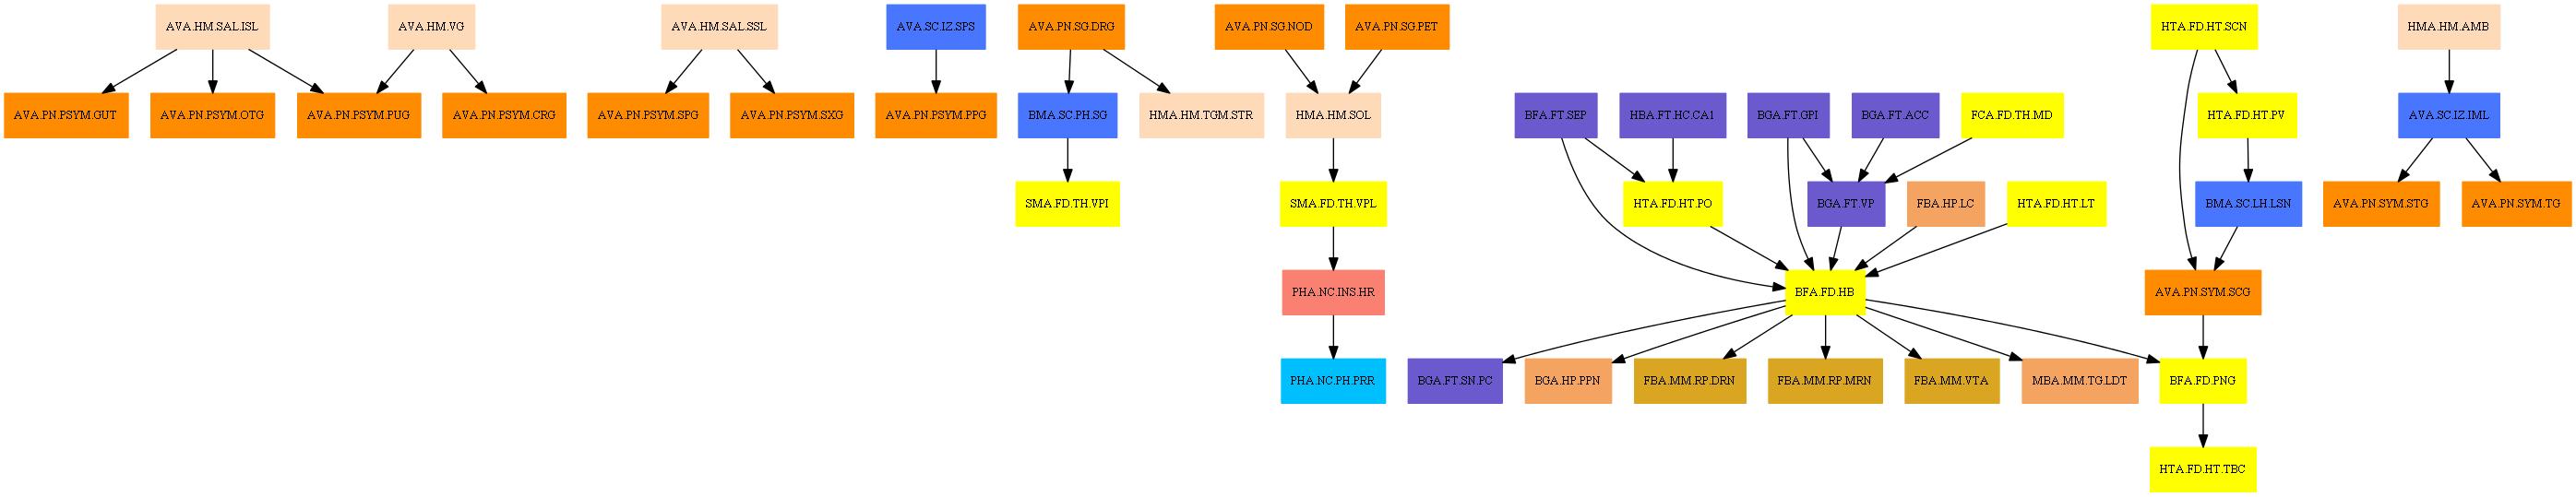 AVA.HM.SAL.ISL
AVA.HM.VG
AVA.HM.SAL.SSL
AVA.SC.IZ.SPS
AVA.PN.SG.DRG
AVA.PN.SG.NOD
AVA.PN.SG.PET
HTA.FD.HT.SCN
HMA.HM.AMB
AVA.PN.PSYM.GUT
AVA.PN.PSYM.OTG
AVA.PN.PSYM.PUG
AVA.PN.PSYM.CRG
AVA.PN.PSYM.SPG
AVA.PN.PSYM.SXG
AVA.PN.PSYM.PPG
BMA.SC.PH.SG
HMA.HM.TGM.STR
HMA.HM.SOL
BFA.FT.SEP
HBA.FT.HC.CA1
BGA.FT.GPI
BGA.FT.ACC
FCA.FD.TH.MD
HTA.FD.HT.PV
AVA.SC.IZ.IML
SMA.FD.TH.VPI
SMA.FD.TH.VPL
HTA.FD.HT.PO
BGA.FT.VP
FBA.HP.LC
HTA.FD.HT.LT
BMA.SC.LH.LSN
AVA.PN.SYM.STG
AVA.PN.SYM.TG
PHA.NC.INS.HR
BFA.FD.HB
AVA.PN.SYM.SCG
PHA.NC.PH.PRR
BGA.FT.SN.PC
BGA.HP.PPN
FBA.MM.RP.DRN
FBA.MM.RP.MRN
FBA.MM.VTA
MBA.MM.TG.LDT
BFA.FD.PNG
HTA.FD.HT.TBC